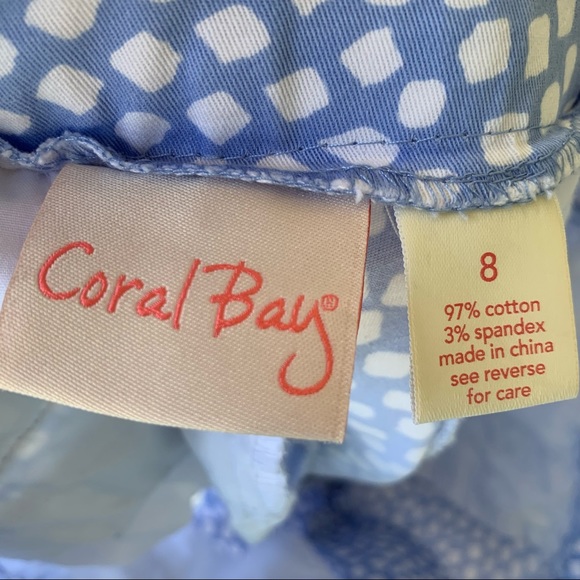 Coral Bay®
8
97% cotton
3% spandex
made in china
see reverse
for care